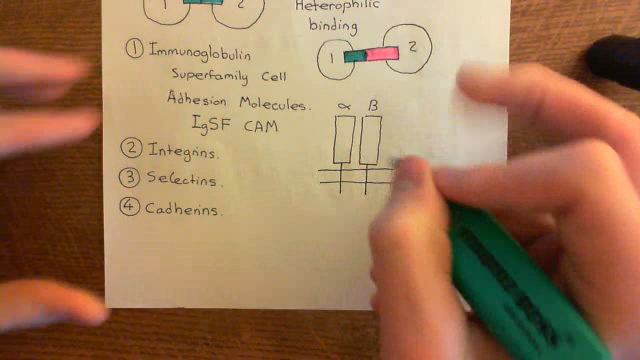 1 2
Heterophilic
binding
1 2
① Immunoglobulin
Superfamily Cell
Adhesion Molecules.
IgSF CAM
α β
② Integrins.
③ Selectins.
④ Cadherins.